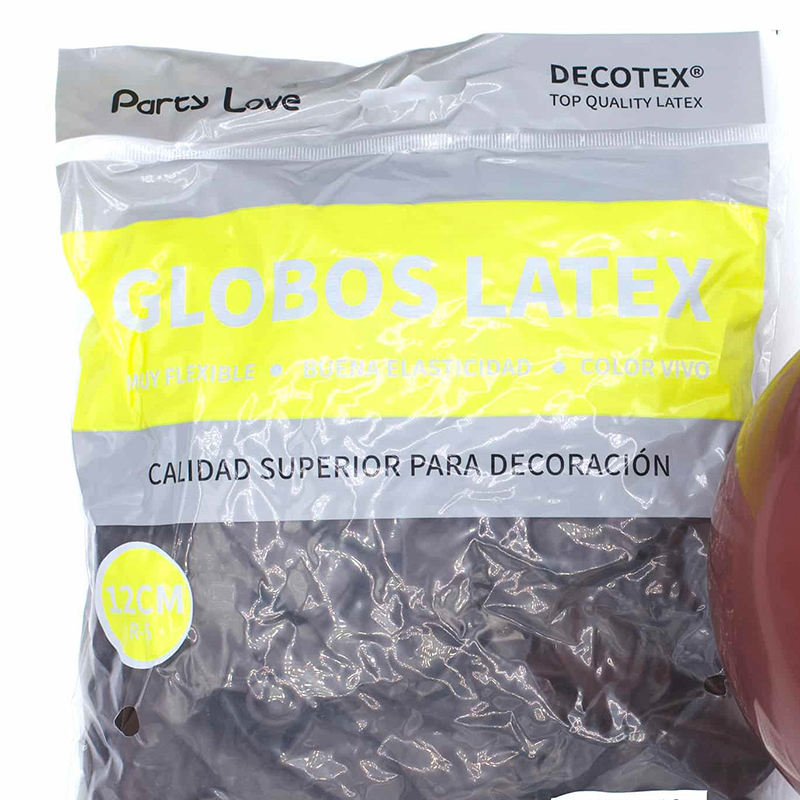 Party Love
DECOTEX®
TOP QUALITY LATEX
GLOBOS LATEX
MUY FLEXIBLE ● BUENA ELASTICIDAD ● COLOR VIVO
CALIDAD SUPERIOR PARA DECORACIÓN
12CM
R-5